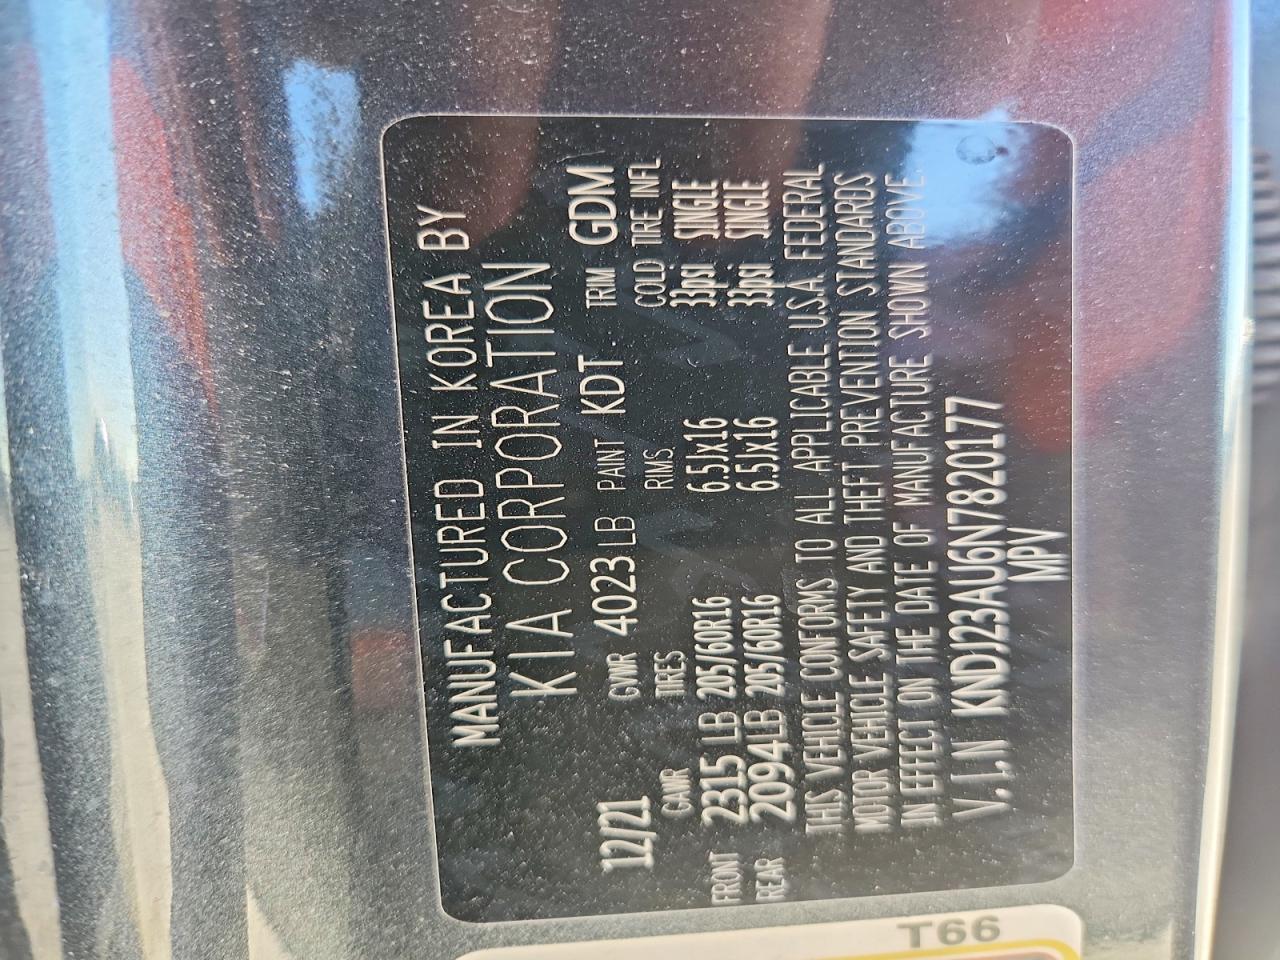 MANUFACTURED IN KOREA BY
KIA CORPORATION
12/21 GVWR 4023 LB PAINT KDT TRIM GDM
GAWR TIRES RIMS COLD TIRE INFL
FRONT 2315 LB 205/60R16 6.5Jx16 33psi SINGLE
REAR 2094LB 205/60R16 6.5Jx16 33psi SINGLE
THIS VEHICLE CONFORMS TO ALL APPLICABLE U.S.A. FEDERAL
MOTOR VEHICLE SAFETY AND THEFT PREVENTION STANDARDS
IN EFFECT ON THE DATE OF MANUFACTURE SHOWN ABOVE.
V.I.N KNDJ23AU6N7820177
MPV
T66